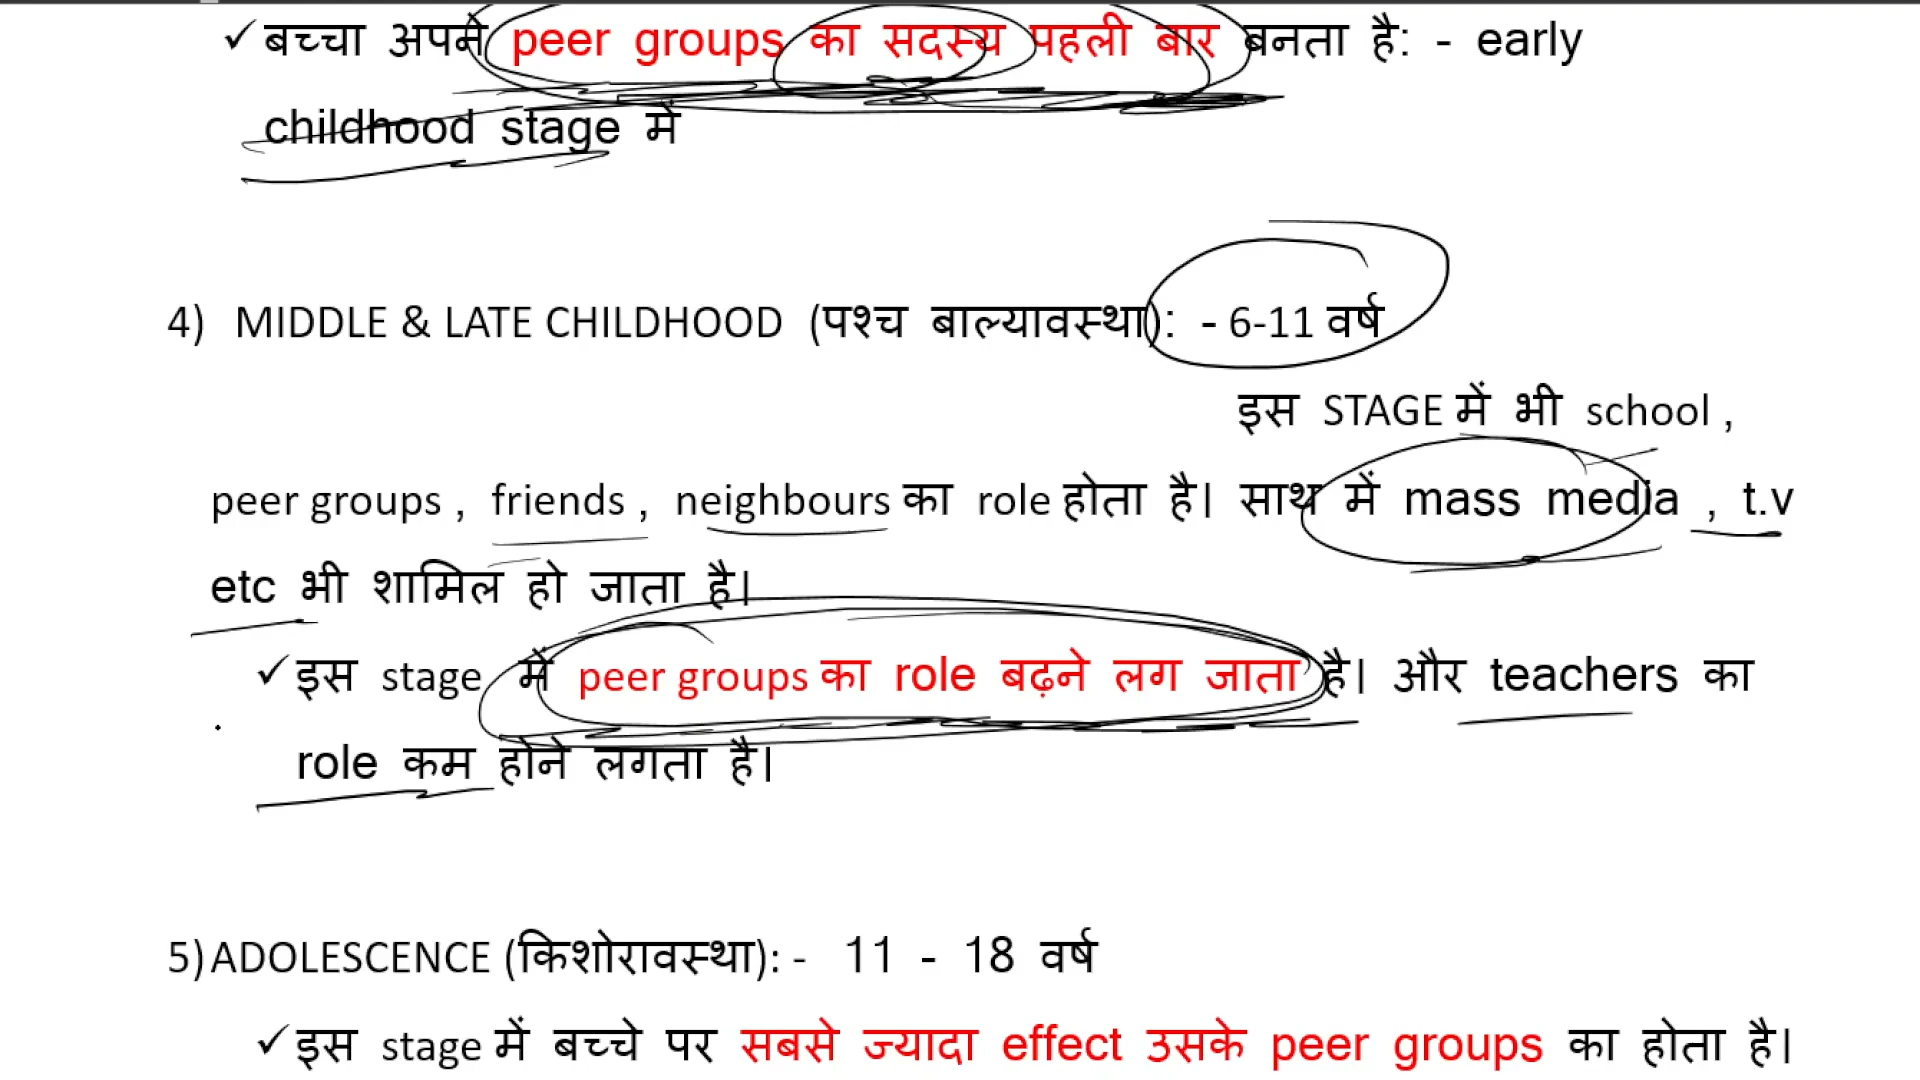 ✓ बच्चा अपने peer groups का सदस्य पहली बार बनता है: - early
childhood stage में
4) MIDDLE & LATE CHILDHOOD (पश्च बाल्यावस्था): - 6-11 वर्ष
इस STAGE में भी school ,
peer groups , friends , neighbours का role होता है। साथ में mass media , t.v
etc भी शामिल हो जाता है।
✓ इस stage में peer groups का role बढ़ने लग जाता है। और teachers का
role कम होने लगता है।
5) ADOLESCENCE (किशोरावस्था): - 11 - 18 वर्ष
✓ इस stage में बच्चे पर सबसे ज्यादा effect उसके peer groups का होता है।